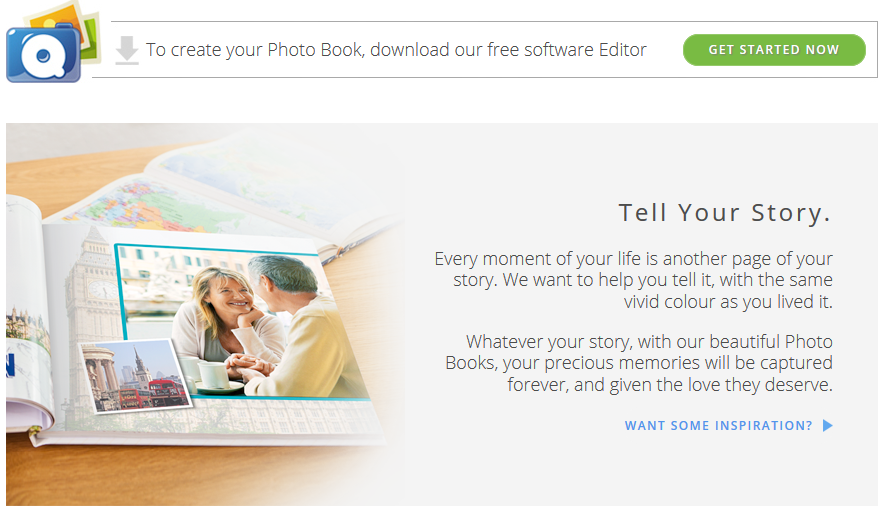 To create your Photo Book, download our free software Editor
GET STARTED NOW
Tell Your Story.
Every moment of your life is another page of your
story. We want to help you tell it, with the same
vivid colour as you lived it.
Whatever your story, with our beautiful Photo
Books, your precious memories will be captured
forever, and given the love they deserve.
WANT SOME INSPIRATION?